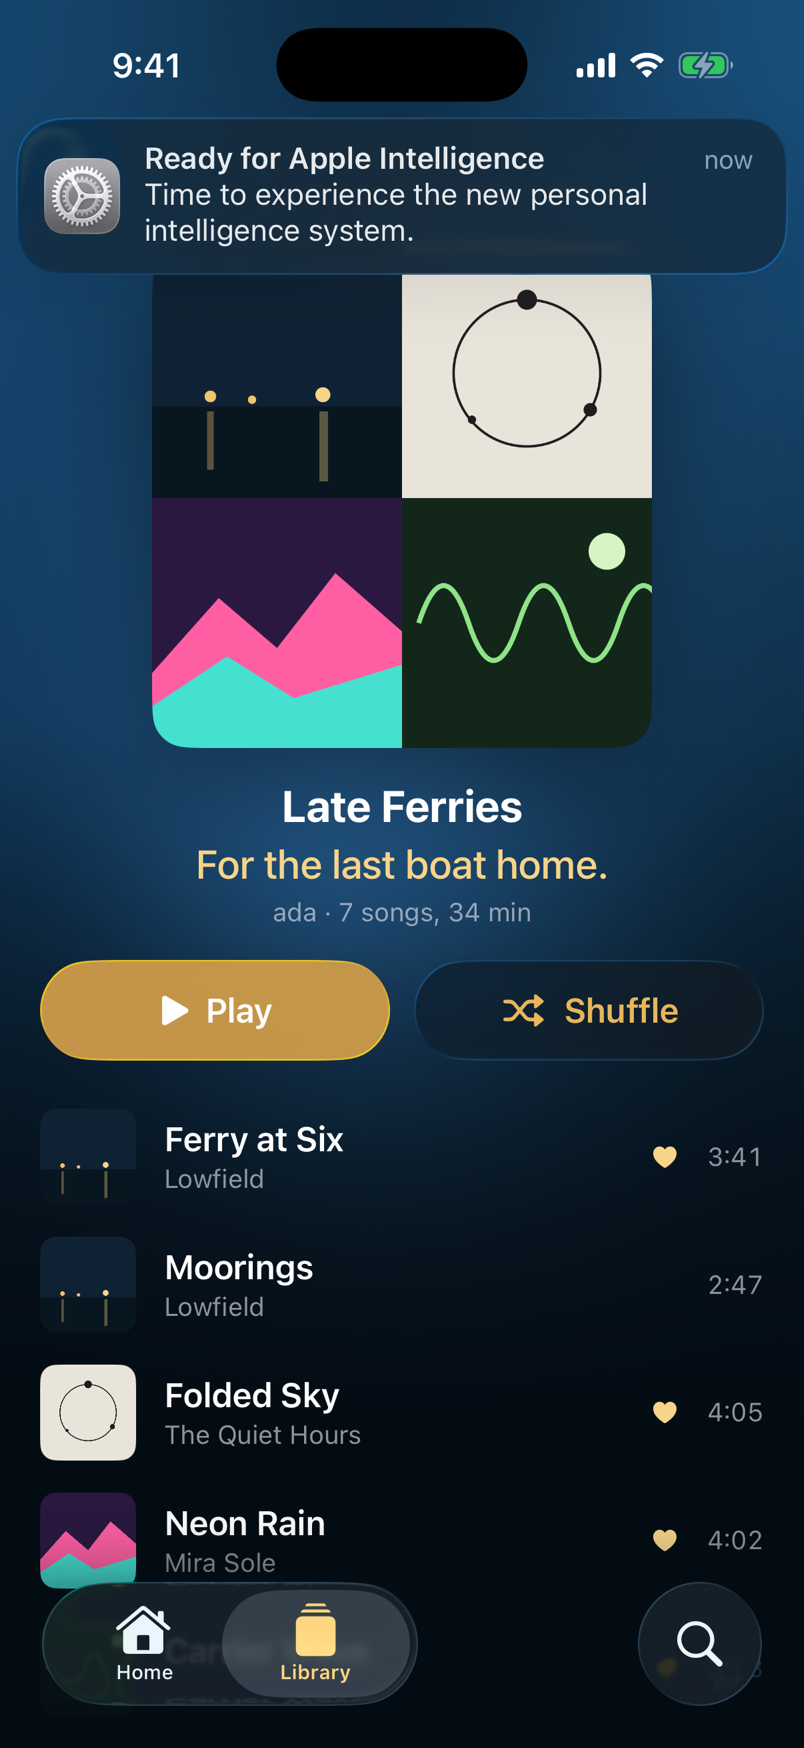 9:41
Ready for Apple Intelligence
now
Time to experience the new personal
intelligence system.
Late Ferries
For the last boat home.
ada · 7 songs, 34 min
Play
Shuffle
Ferry at Six
Lowfield
3:41
Moorings
Lowfield
2:47
Folded Sky
The Quiet Hours
4:05
Neon Rain
Mira Sole
4:02
Home
Library